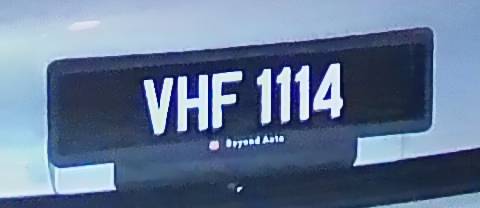 VHF 1114
Beyond Auto